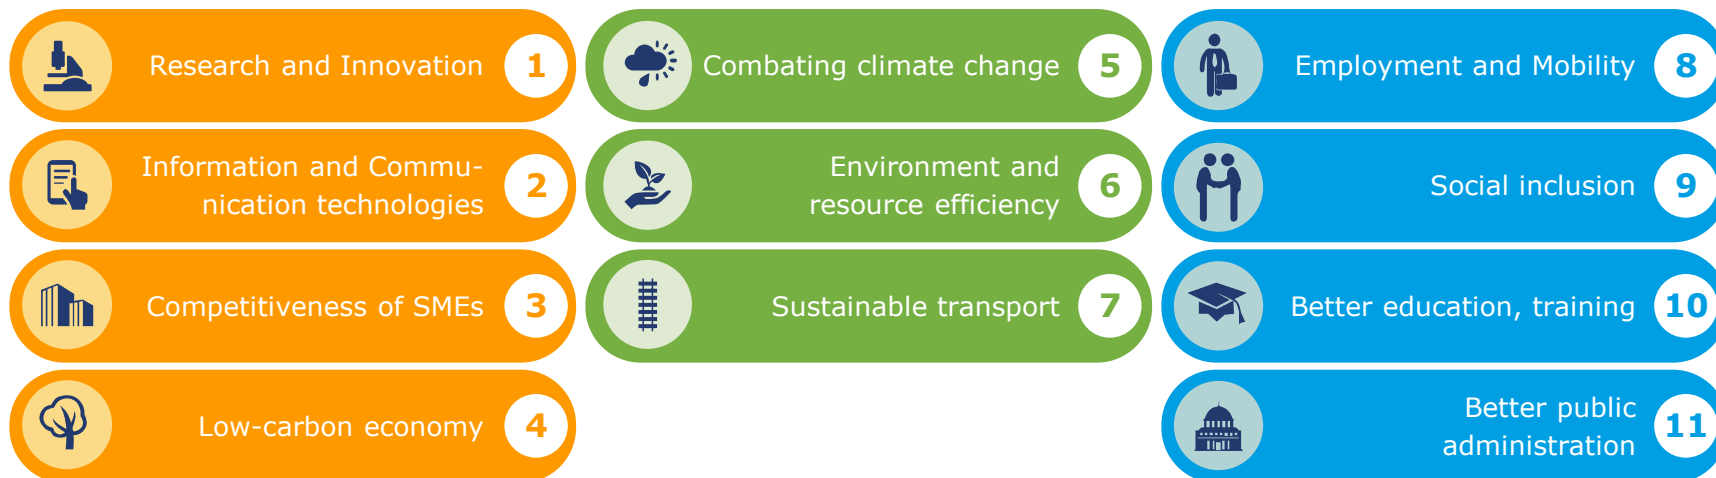 Research and Innovation 1
Information and Commu-
nication technologies 2
Competitiveness of SMEs 3
Low-carbon economy 4
Combating climate change 5
Environment and
resource efficiency 6
Sustainable transport 7
Employment and Mobility 8
Social inclusion 9
Better education, training 10
Better public
administration 11